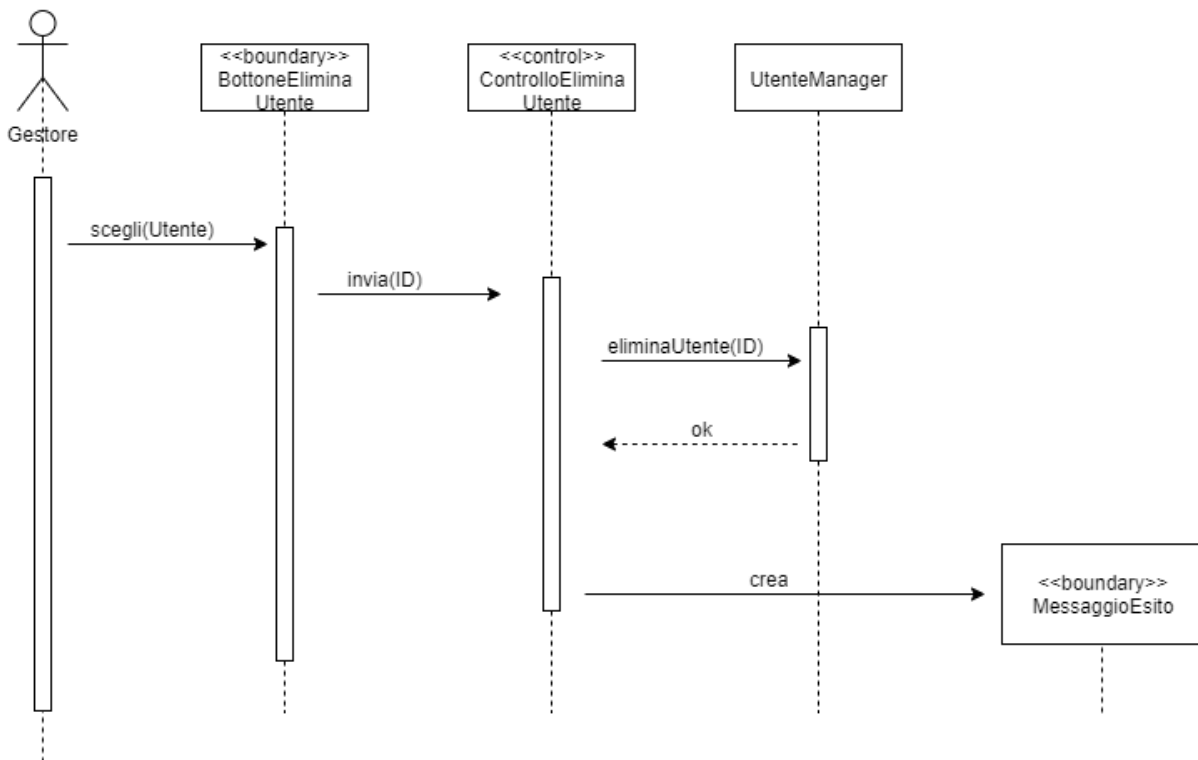 <<boundary>>
BottoneElimina
Utente
<<control>>
ControlloElimina
Utente
UtenteManager
Gestore
scegli(Utente)
invia(ID)
eliminaUtente(ID)
ok
crea
<<boundary>>
MessaggioEsito